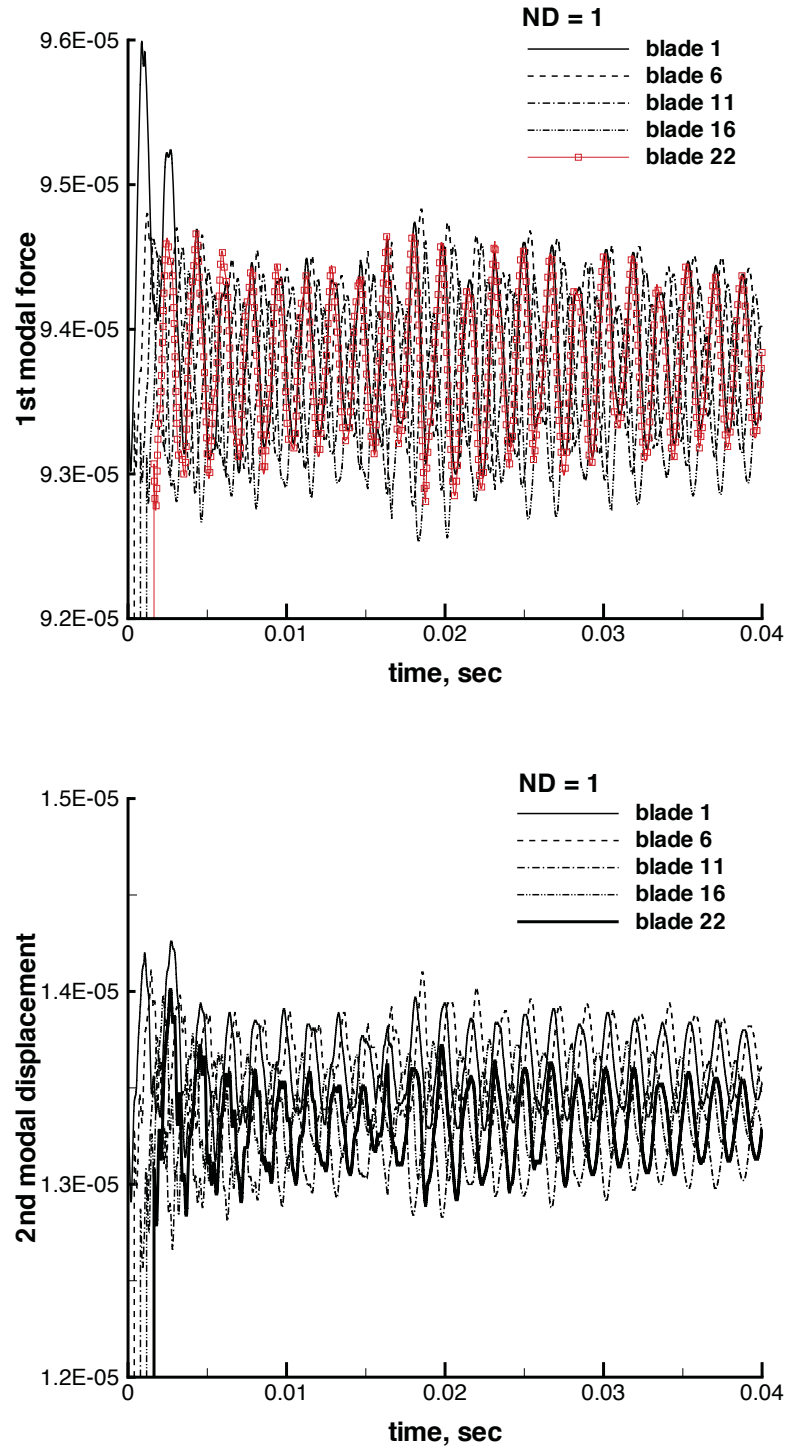 ND = 1
blade 1
blade 6
blade 11
blade 16
blade 22
9.6E-05
9.5E-05
9.4E-05
9.3E-05
9.2E-05
1st modal force
0 0.01 0.02 0.03 0.04
time, sec
ND = 1
blade 1
blade 6
blade 11
blade 16
blade 22
1.5E-05
1.4E-05
1.3E-05
1.2E-05
2nd modal displacement
0 0.01 0.02 0.03 0.04
time, sec